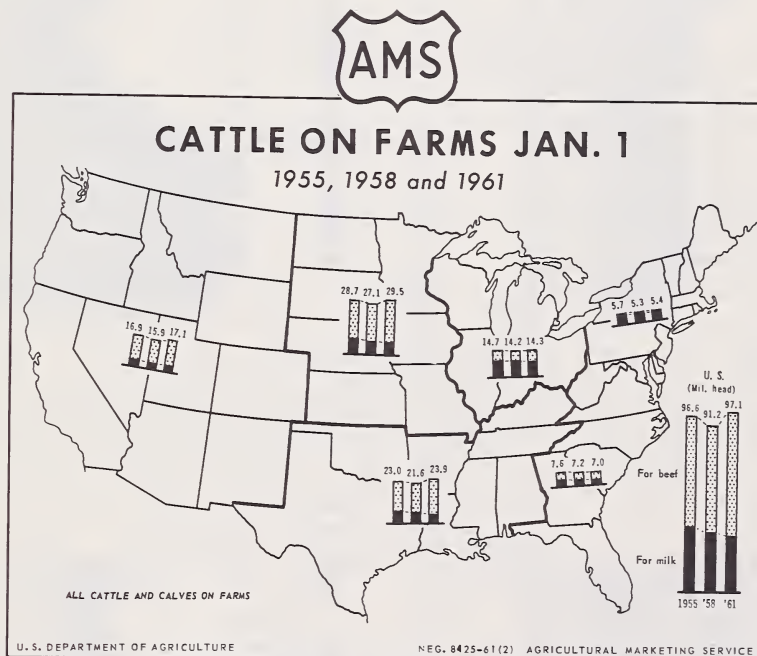 AMS
CATTLE ON FARMS JAN. 1
1955, 1958 and 1961
28.7 27.1 29.5
16.9 15.9 17.1
14.7 14.2 14.3
5.7 5.3 5.4
U. S.
(Mil. head)
96.6 91.2 97.1
23.0 21.6 23.9
7.6 7.2 7.0
For beef
For milk
1955 '58 '61
ALL CATTLE AND CALVES ON FARMS
U. S. DEPARTMENT OF AGRICULTURE
NEG. 8425-61(2) AGRICULTURAL MARKETING SERVICE